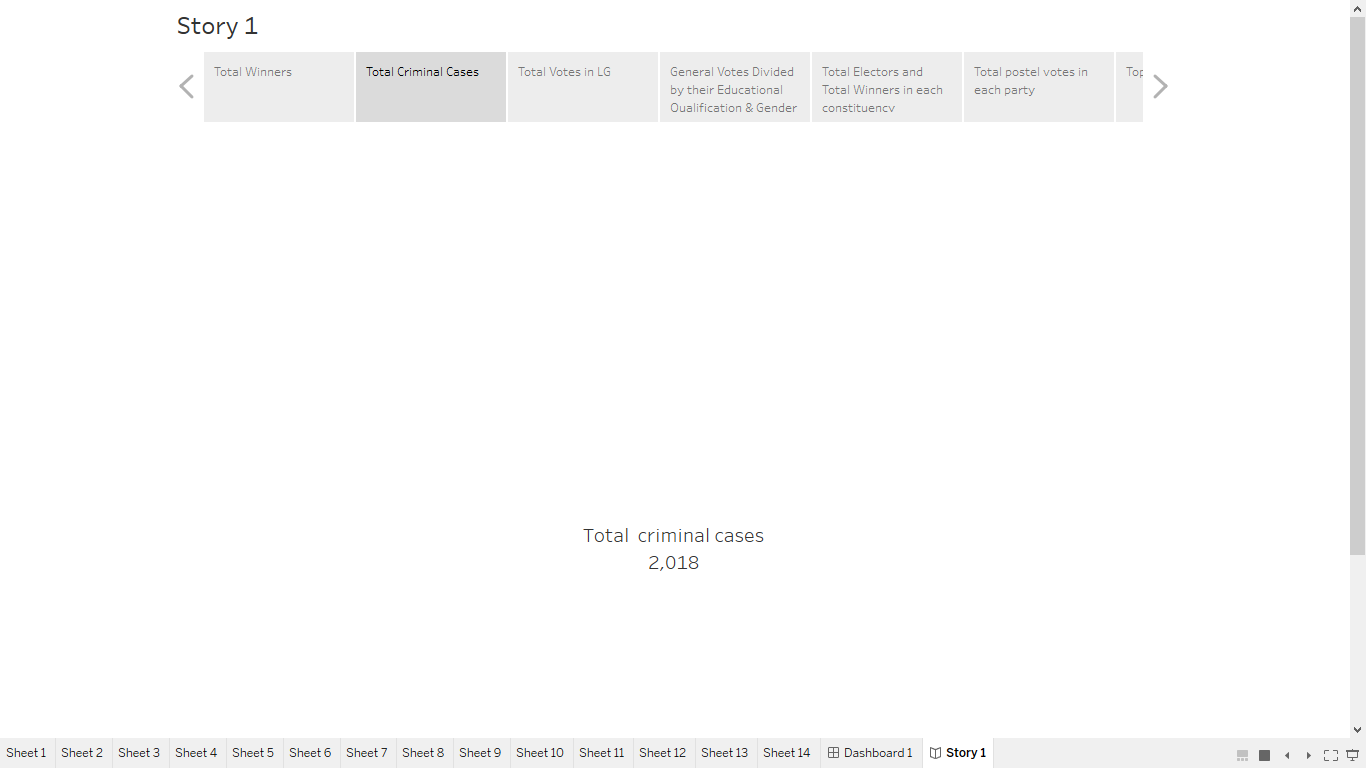 Story 1
Total Winners
Total Criminal Cases
Total Votes in LG
General Votes Divided
by their Educational
Qualification & Gender
Total Electors and
Total Winners in each
constituency
Total postel votes in
each party
Top
Total  criminal cases
2,018
Sheet 1
Sheet 2
Sheet 3
Sheet 4
Sheet 5
Sheet 6
Sheet 7
Sheet 8
Sheet 9
Sheet 10
Sheet 11
Sheet 12
Sheet 13
Sheet 14
Dashboard 1
Story 1